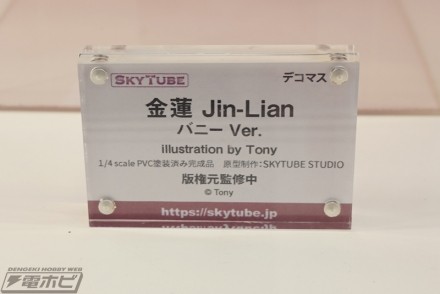 SKYTUBE
デコマス
金蓮 Jin-Lian
バニー Ver.
illustration by Tony
1/4 scale PVC塗装済み完成品 原型制作:SKYTUBE STUDIO
版権元監修中
© Tony
https://skytube.jp
DENGEKI HOBBY WEB
電ホビ